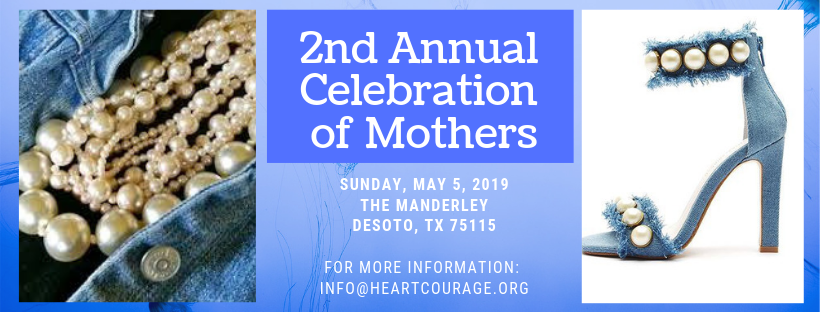 2nd Annual
Celebration
of Mothers
SUNDAY, MAY 5, 2019
THE MANDERLEY
DESOTO, TX 75115
FOR MORE INFORMATION:
INFO@HEARTCOURAGE.ORG